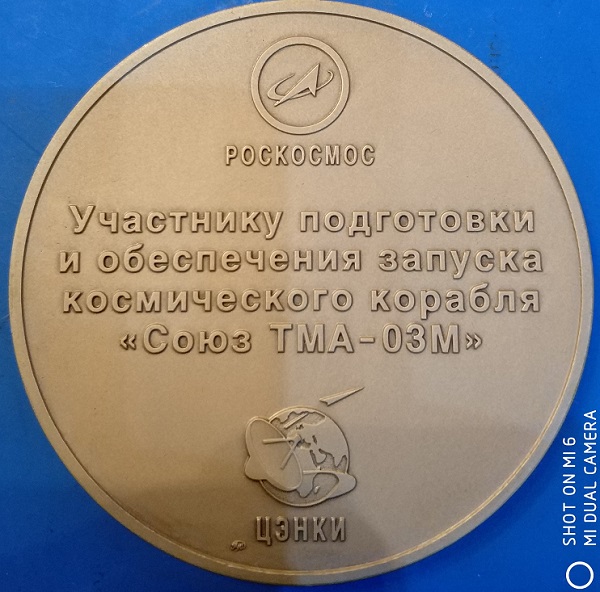 РОСКОСМОС
Участнику подготовки
и обеспечения запуска
космического корабля
«Союз ТМА-03М»
ЦЭНКИ
SHOT ON MI 6
MI DUAL CAMERA